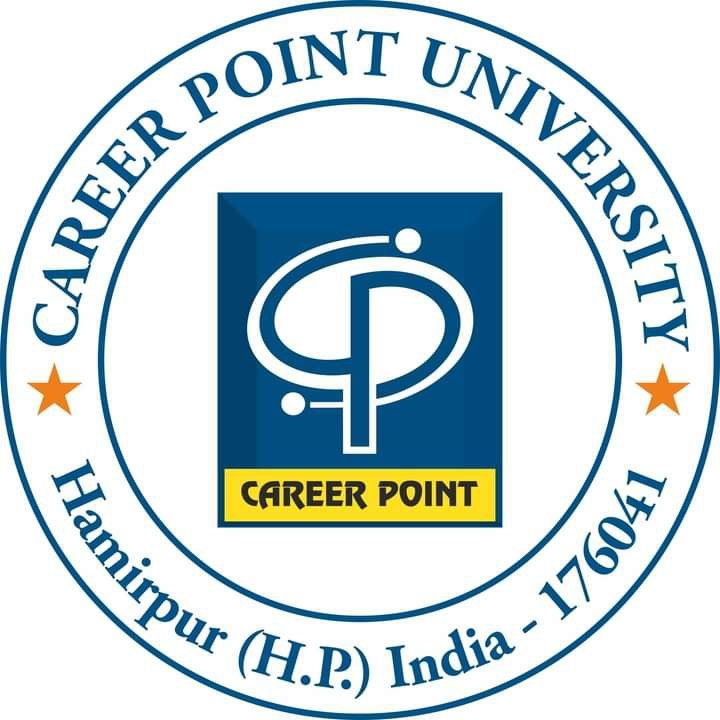 CAREER POINT UNIVERSITY
CAREER POINT
Hamirpur (H.P.) India - 176041